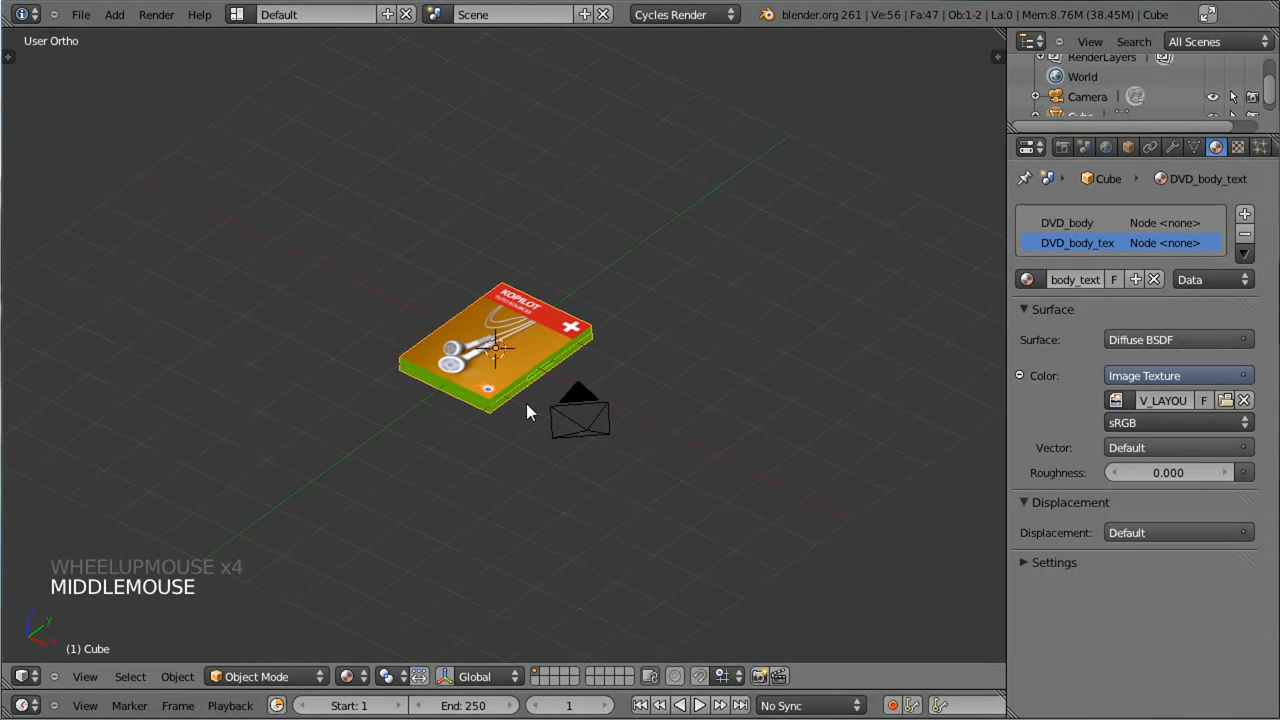 File Add Render Help Default Scene Cycles Render blender.org 261 | Ve:56 | Fa:47 | Ob:1-2 | La:0 | Mem:8.76M (38.45M) | Cube
User Ortho
View Search All Scenes
RenderLayers
World
Camera
Cube DVD_body_text
DVD_body Node <none>
DVD_body_tex Node <none>
body_text F Data
Surface
Surface: Diffuse BSDF
Color: Image Texture
V_LAYOU F
sRGB
Vector: Default
Roughness: 0.000
Displacement
Displacement: Default
Settings
KOPILOT
WHEELUPMOUSE x4
MIDDLEMOUSE
z
y
x
(1) Cube
View Select Object Object Mode Global
View Marker Frame Playback Start: 1 End: 250 1 No Sync